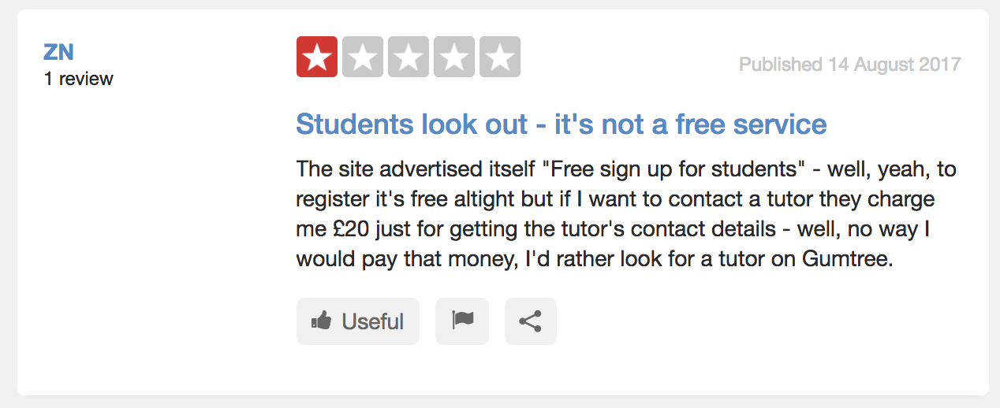 ZN
1 review
Published 14 August 2017
Students look out - it's not a free service
The site advertised itself "Free sign up for students" - well, yeah, to
register it's free altight but if I want to contact a tutor they charge
me £20 just for getting the tutor's contact details - well, no way I
would pay that money, I'd rather look for a tutor on Gumtree.
Useful